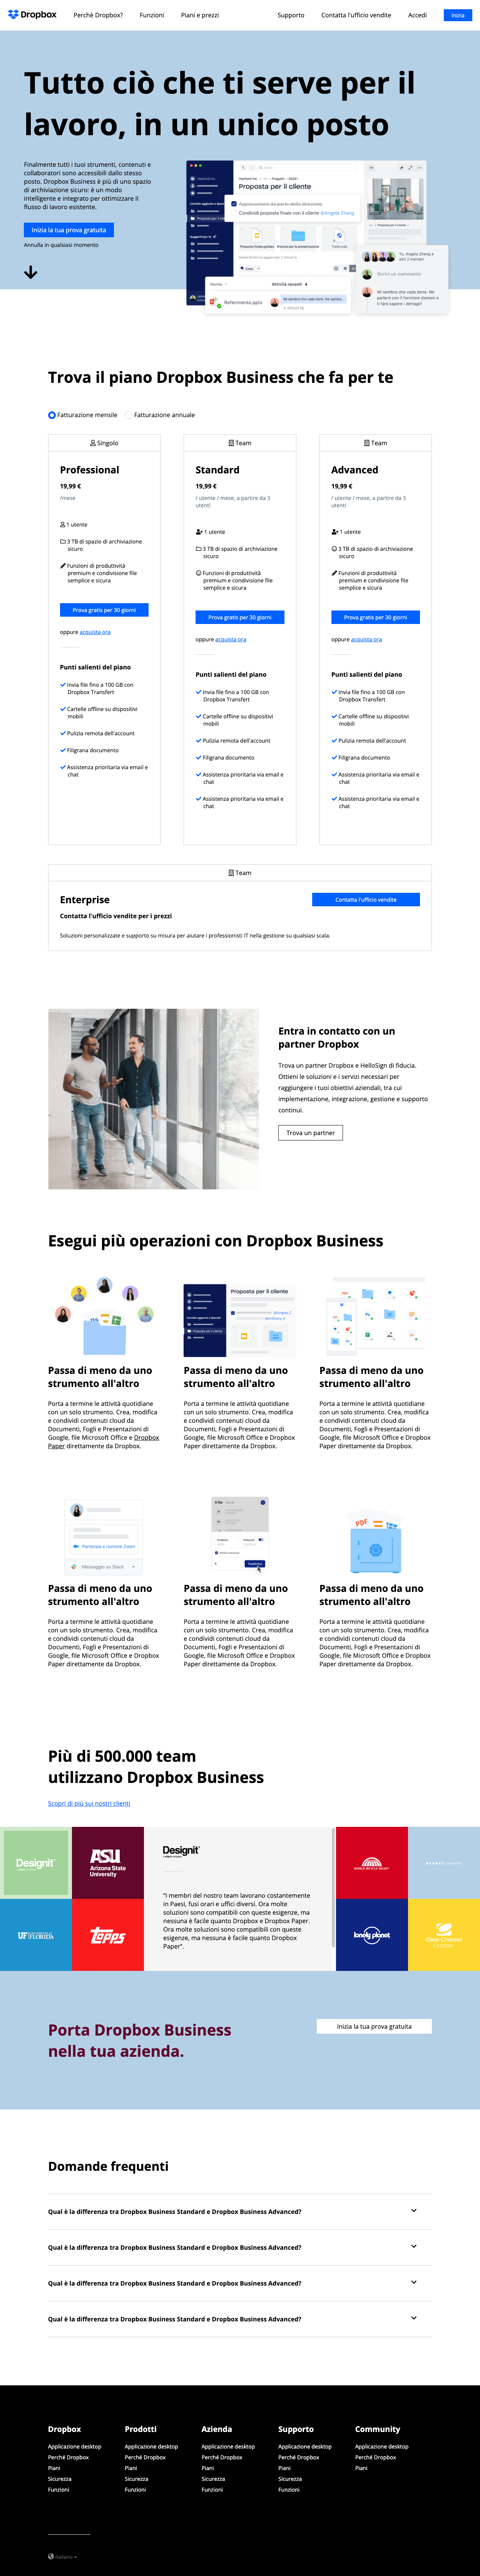 Dropbox Perchè Dropbox? Funzioni Piani e prezzi Supporto Contatta l'ufficio vendite Accedi Inizia
Tutto ciò che ti serve per il
lavoro, in un unico posto
Finalmente tutti i tuoi strumenti, contenuti e
collaboratori sono accessibili dallo stesso
posto. Dropbox Business è più di uno spazio
di archiviazione sicuro: è un modo
intelligente e integrato per ottimizzare il
flusso di lavoro esistente.
Inizia la tua prova gratuita
Annulla in qualsiasi momento
Proposta per il cliente
Approvazione da parte dello studio
Condividi proposta finale con il cliente @Angela Zhang
Scrivi un commento
Nome
Attività recenti
Referimento.pptx
Trova il piano Dropbox Business che fa per te
Fatturazione mensile Fatturazione annuale
Singolo
Professional
19,99 €
/mese
1 utente
3 TB di spazio di archiviazione
sicuro
Funzioni di produttività
premium e condivisione file
semplice e sicura
Prova gratis per 30 giorni
oppure acquista ora
Punti salienti del piano
Invia file fino a 100 GB con
Dropbox Transfert
Cartelle offline su dispositivi
mobili
Pulizia remota dell'account
Filigrana documento
Assistenza prioritaria via email e
chat
Team
Standard
19,99 €
/ utente / mese, a partire da 3
utenti
1 utente
3 TB di spazio di archiviazione
sicuro
Funzioni di produttività
premium e condivisione file
semplice e sicura
Prova gratis per 30 giorni
oppure acquista ora
Punti salienti del piano
Invia file fino a 100 GB con
Dropbox Transfert
Cartelle offline su dispositivi
mobili
Pulizia remota dell'account
Filigrana documento
Assistenza prioritaria via email e
chat
Assistenza prioritaria via email e
chat
Team
Advanced
19,99 €
/ utente / mese, a partire da 3
utenti
1 utente
3 TB di spazio di archiviazione
sicuro
Funzioni di produttività
premium e condivisione file
semplice e sicura
Prova gratis per 30 giorni
oppure acquista ora
Punti salienti del piano
Invia file fino a 100 GB con
Dropbox Transfert
Cartelle offline su dispositivi
mobili
Pulizia remota dell'account
Filigrana documento
Assistenza prioritaria via email e
chat
Assistenza prioritaria via email e
chat
Team
Enterprise
Contatta l'ufficio vendite
Contatta l'ufficio vendite per i prezzi
Soluzioni personalizzate e supporto su misura per aiutare i professionisti IT nella gestione su qualsiasi scala.
Entra in contatto con un
partner Dropbox
Trova un partner Dropbox e HelloSign di fiducia.
Ottieni le soluzioni e i servizi necessari per
raggiungere i tuoi obiettivi aziendali, tra cui
implementazione, integrazione, gestione e supporto
continui.
Trova un partner
Esegui più operazioni con Dropbox Business
Passa di meno da uno
strumento all'altro
Porta a termine le attività quotidiane
con un solo strumento. Crea, modifica
e condividi contenuti cloud da
Documenti, Fogli e Presentazioni di
Google, file Microsoft Office e Dropbox
Paper direttamente da Dropbox.
Proposta per il cliente
Passa di meno da uno
strumento all'altro
Porta a termine le attività quotidiane
con un solo strumento. Crea, modifica
e condividi contenuti cloud da
Documenti, Fogli e Presentazioni di
Google, file Microsoft Office e Dropbox
Paper direttamente da Dropbox.
Passa di meno da uno
strumento all'altro
Porta a termine le attività quotidiane
con un solo strumento. Crea, modifica
e condividi contenuti cloud da
Documenti, Fogli e Presentazioni di
Google, file Microsoft Office e Dropbox
Paper direttamente da Dropbox.
Partecipa a riunione Zoom
Messaggio su Slack
Passa di meno da uno
strumento all'altro
Porta a termine le attività quotidiane
con un solo strumento. Crea, modifica
e condividi contenuti cloud da
Documenti, Fogli e Presentazioni di
Google, file Microsoft Office e Dropbox
Paper direttamente da Dropbox.
Passa di meno da uno
strumento all'altro
Porta a termine le attività quotidiane
con un solo strumento. Crea, modifica
e condividi contenuti cloud da
Documenti, Fogli e Presentazioni di
Google, file Microsoft Office e Dropbox
Paper direttamente da Dropbox.
PDF
Passa di meno da uno
strumento all'altro
Porta a termine le attività quotidiane
con un solo strumento. Crea, modifica
e condividi contenuti cloud da
Documenti, Fogli e Presentazioni di
Google, file Microsoft Office e Dropbox
Paper direttamente da Dropbox.
Più di 500.000 team
utilizzano Dropbox Business
Scopri di più sui nostri clienti
Designit
ASU
Arizona State
University
UF FLORIDA
Topps
Designit
"I membri del nostro team lavorano costantemente
in Paesi, fusi orari e uffici diversi. Ora molte
soluzioni sono compatibili con queste esigenze, ma
nessuna è facile quanto Dropbox e Dropbox Paper.
Ora molte soluzioni sono compatibili con queste
esigenze, ma nessuna è facile quanto Dropbox
Paper".
WORLD BICYCLE RELIEF
lonely planet
Clear Channel
Outdoor
Porta Dropbox Business
nella tua azienda.
Inizia la tua prova gratuita
Domande frequenti
Qual è la differenza tra Dropbox Business Standard e Dropbox Business Advanced?
Qual è la differenza tra Dropbox Business Standard e Dropbox Business Advanced?
Qual è la differenza tra Dropbox Business Standard e Dropbox Business Advanced?
Qual è la differenza tra Dropbox Business Standard e Dropbox Business Advanced?
Dropbox
Applicazione desktop
Perchè Dropbox
Piani
Sicurezza
Funzioni
Prodotti
Applicazione desktop
Perchè Dropbox
Piani
Sicurezza
Funzioni
Azienda
Applicazione desktop
Perché Dropbox
Piani
Sicurezza
Funzioni
Supporto
Applicazione desktop
Perché Dropbox
Piani
Sicurezza
Funzioni
Community
Applicazione desktop
Perché Dropbox
Piani
Italiano